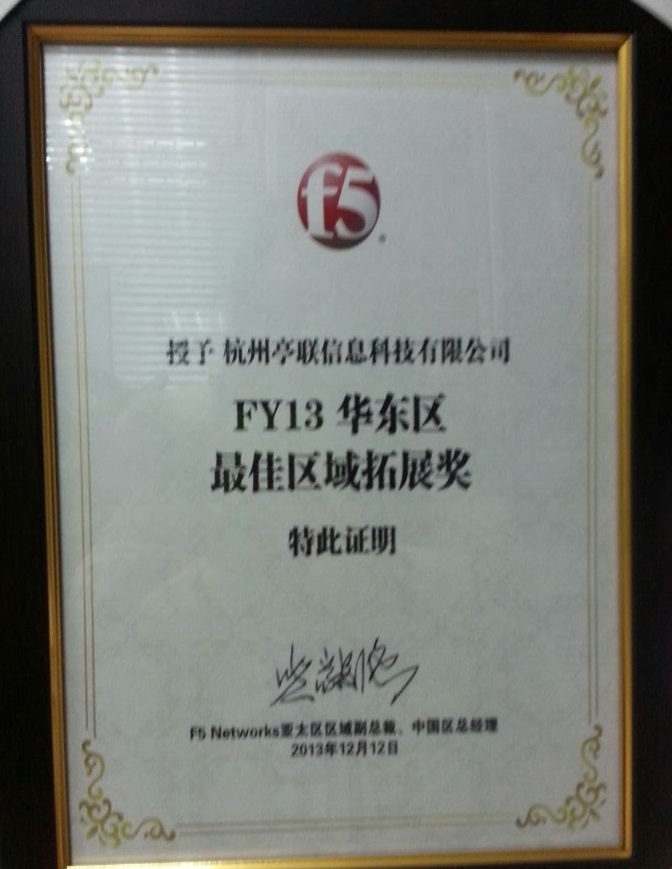 f5
授予 杭州亭联信息科技有限公司
FY13 华东区
最佳区域拓展奖
特此证明
F5 Networks亚太区区域副总裁、中国区总经理
2013年12月12日